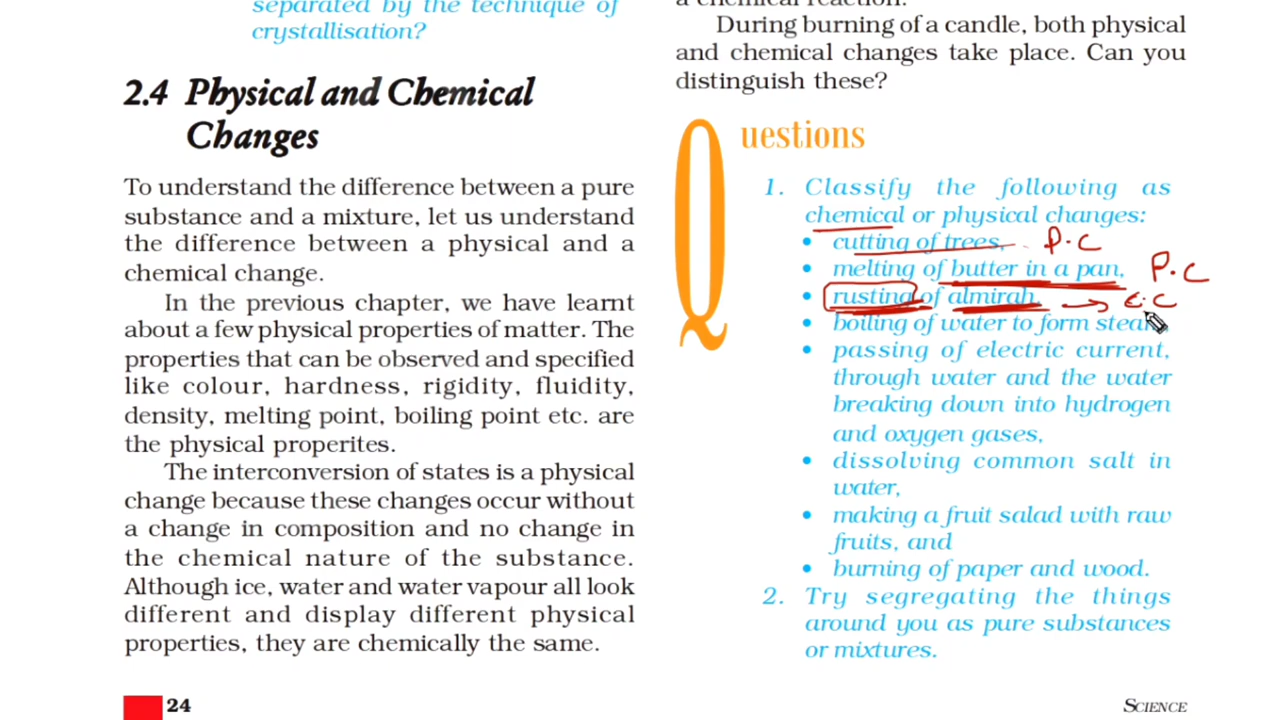 separated by the technique of
crystallisation?
2.4 Physical and Chemical
Changes
To understand the difference between a pure
substance and a mixture, let us understand
the difference between a physical and a
chemical change.
In the previous chapter, we have learnt
about a few physical properties of matter. The
properties that can be observed and specified
like colour, hardness, rigidity, fluidity,
density, melting point, boiling point etc. are
the physical properites.
The interconversion of states is a physical
change because these changes occur without
a change in composition and no change in
the chemical nature of the substance.
Although ice, water and water vapour all look
different and display different physical
properties, they are chemically the same.
24
a chemical reaction.
During burning of a candle, both physical
and chemical changes take place. Can you
distinguish these?
Questions
1. Classify the following as
chemical or physical changes:
• cutting of trees, P.C
• melting of butter in a pan, P.C
• rusting of almirah, → C.C
• boiling of water to form steam,
• passing of electric current,
through water and the water
breaking down into hydrogen
and oxygen gases,
• dissolving common salt in
water,
• making a fruit salad with raw
fruits, and
• burning of paper and wood.
2. Try segregating the things
around you as pure substances
or mixtures.
SCIENCE